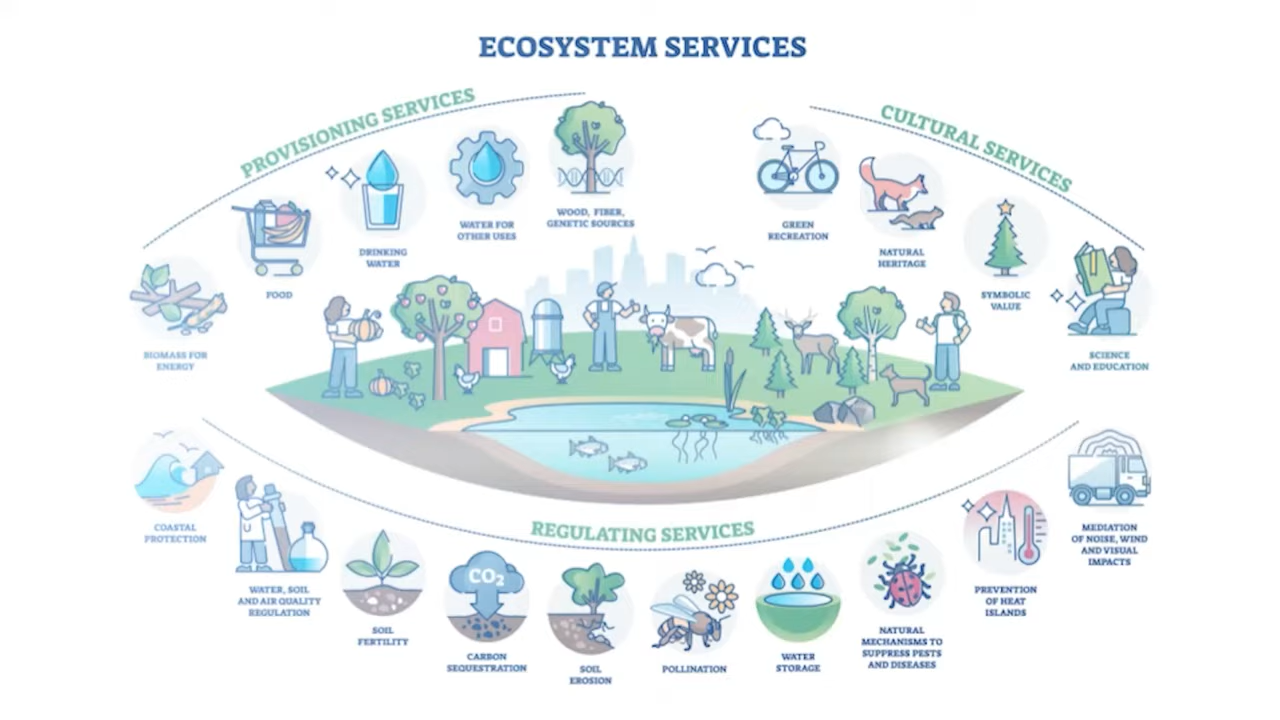 ECOSYSTEM SERVICES
PROVISIONING SERVICES
BIOMASS FOR
ENERGY
FOOD
DRINKING
WATER
WATER FOR
OTHER USES
WOOD, FIBER,
GENETIC SOURCES
CULTURAL SERVICES
GREEN
RECREATION
NATURAL
HERITAGE
SYMBOLIC
VALUE
SCIENCE
AND EDUCATION
REGULATING SERVICES
COASTAL
PROTECTION
WATER, SOIL
AND AIR QUALITY
REGULATION
SOIL
FERTILITY
CO₂
CARBON
SEQUESTRATION
SOIL
EROSION
POLLINATION
WATER
STORAGE
NATURAL
MECHANISMS TO
SUPPRESS PESTS
AND DISEASES
PREVENTION
OF HEAT
ISLANDS
MEDIATION
OF NOISE, WIND
AND VISUAL
IMPACTS